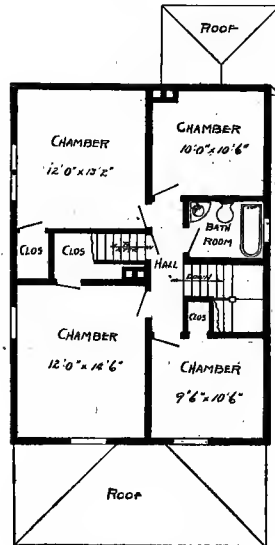 ROOF
CHAMBER
12'0" x 13'2"
CHAMBER
10'0" x 10'6"
BATH
ROOM
CLOS
CLOS
HALL
DOWN
CLOS
CHAMBER
12'0" x 14'6"
CHAMBER
9'6" x 10'6"
ROOF